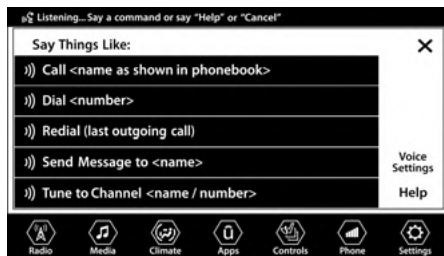 Listening...Say a command or say "Help" or "Cancel"
Say Things Like:
Call <name as shown in phonebook>
Dial <number>
Redial (last outgoing call)
Send Message to <name>
Tune to Channel <name / number>
Voice
Settings
Help
Radio Media Climate Apps Controls Phone Settings